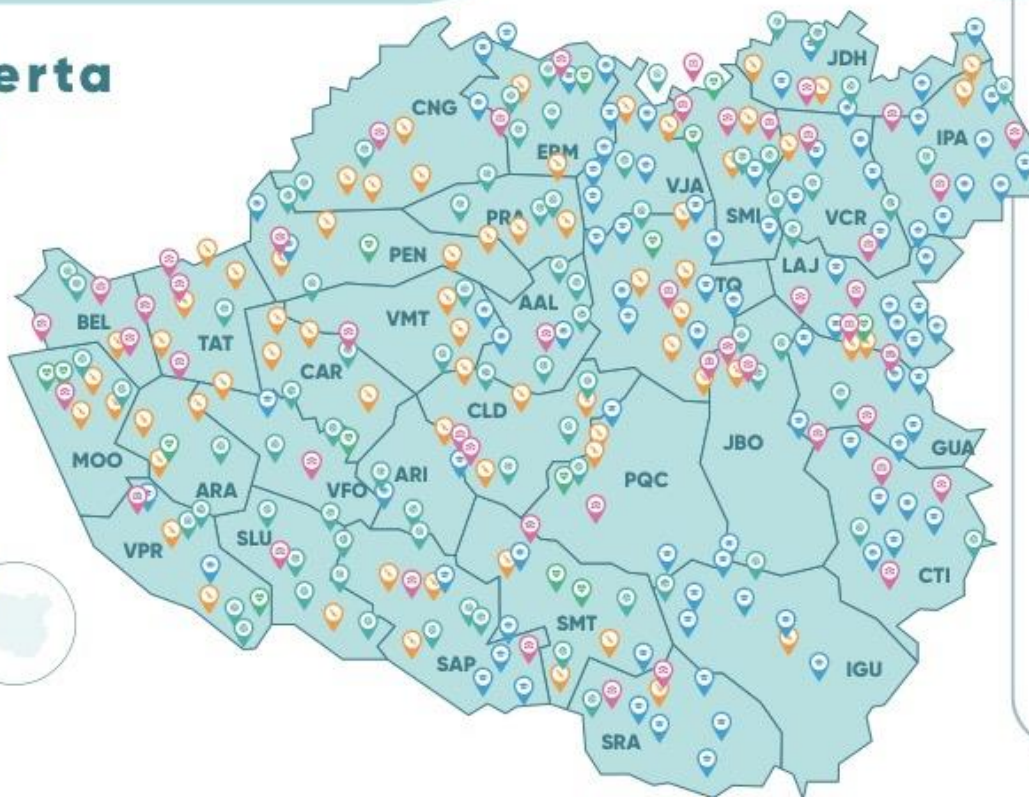 erta
JDH
CNG
IPA
ERM
VJA
PRA
SMI
VCR
PEN
LAJ
TQ
AAL
VMT
BEL
TAT
CAR
CLD
JBO
GUA
MOO
ARI
PQC
ARA
VFO
SLU
VPR
CTI
SMT
SAP
IGU
SRA